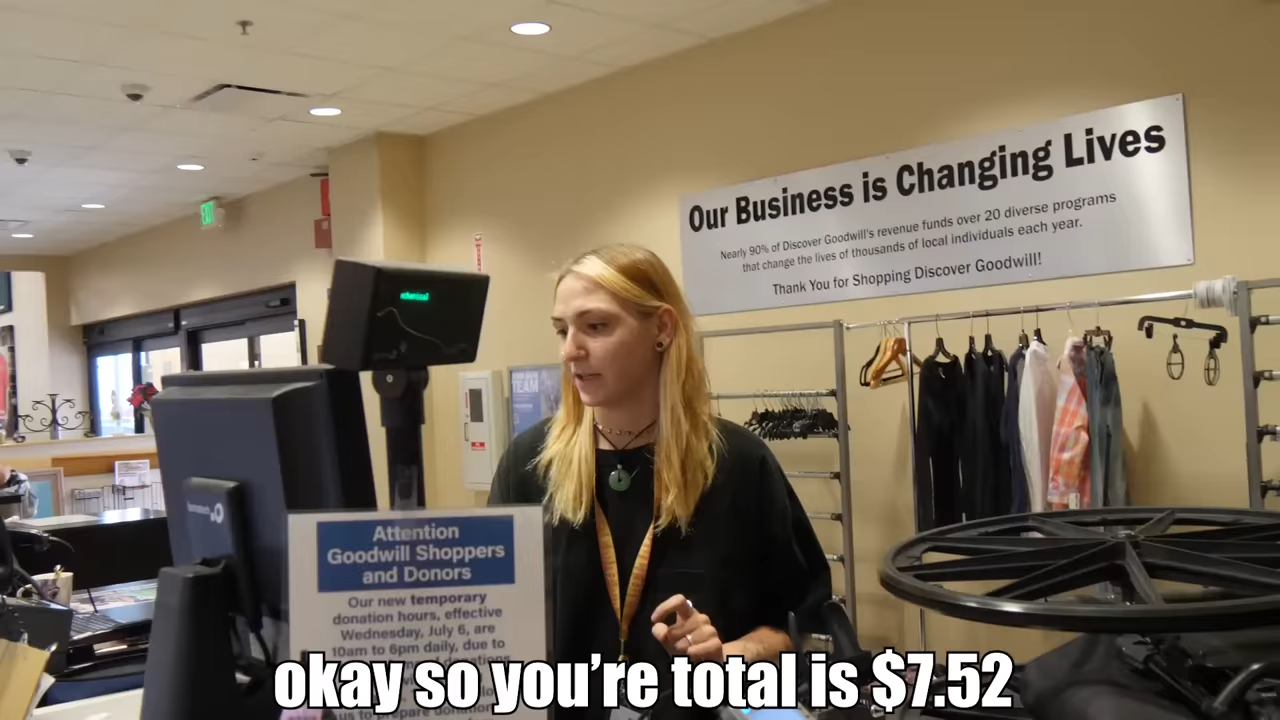 Our Business is Changing Lives
Nearly 90% of Discover Goodwill's revenue funds over 20 diverse programs
that change the lives of thousands of local individuals each year.
Thank You for Shopping Discover Goodwill!
EXIT
TEAM
Attention
Goodwill Shoppers
and Donors
Our new temporary
donation hours, effective
Wednesday, July 6, are
10am to 6pm daily, due to
okay so you're total is $7.52